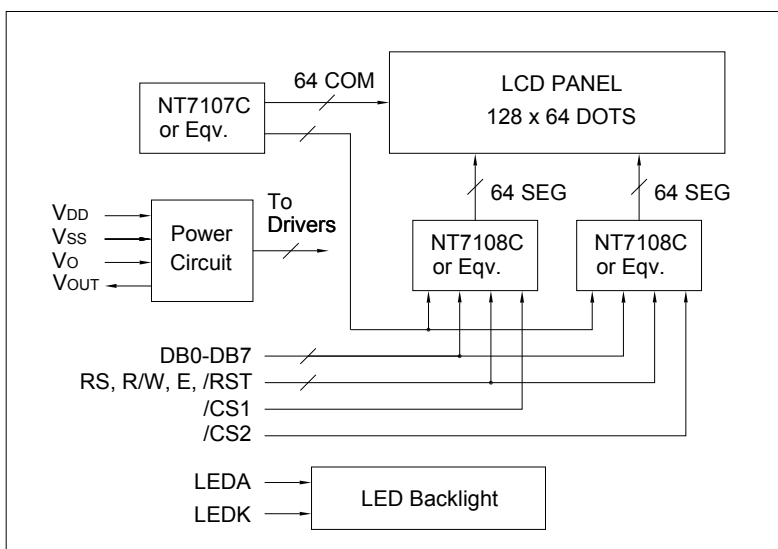 64 COM
NT7107C
or Eqv.
LCD PANEL
128 x 64 DOTS
64 SEG
64 SEG
VDD
VSS
VO
VOUT
Power
Circuit
To
Drivers
NT7108C
or Eqv.
NT7108C
or Eqv.
DB0-DB7
RS, R/W, E, /RST
/CS1
/CS2
LEDA
LEDK
LED Backlight